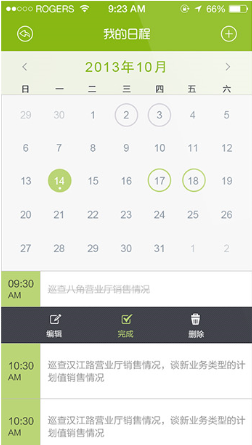 ROGERS 9:23 AM 66%
我的日程
2013年10月
日 一 二 三 四 五 六
29 30 1 2 3 4 5
6 7 8 9 10 11 12
13 14 15 16 17 18 19
20 21 22 23 24 25 26
27 28 29 30 31 1 2
09:30 巡查八角营业厅销售情况
AM
编辑 完成 删除
10:30 巡查汉江路营业厅销售情况，谈新业务类型的计
AM 划值销售情况
10:30 巡查汉江路营业厅销售情况，谈新业务类型的计
AM 划值销售情况